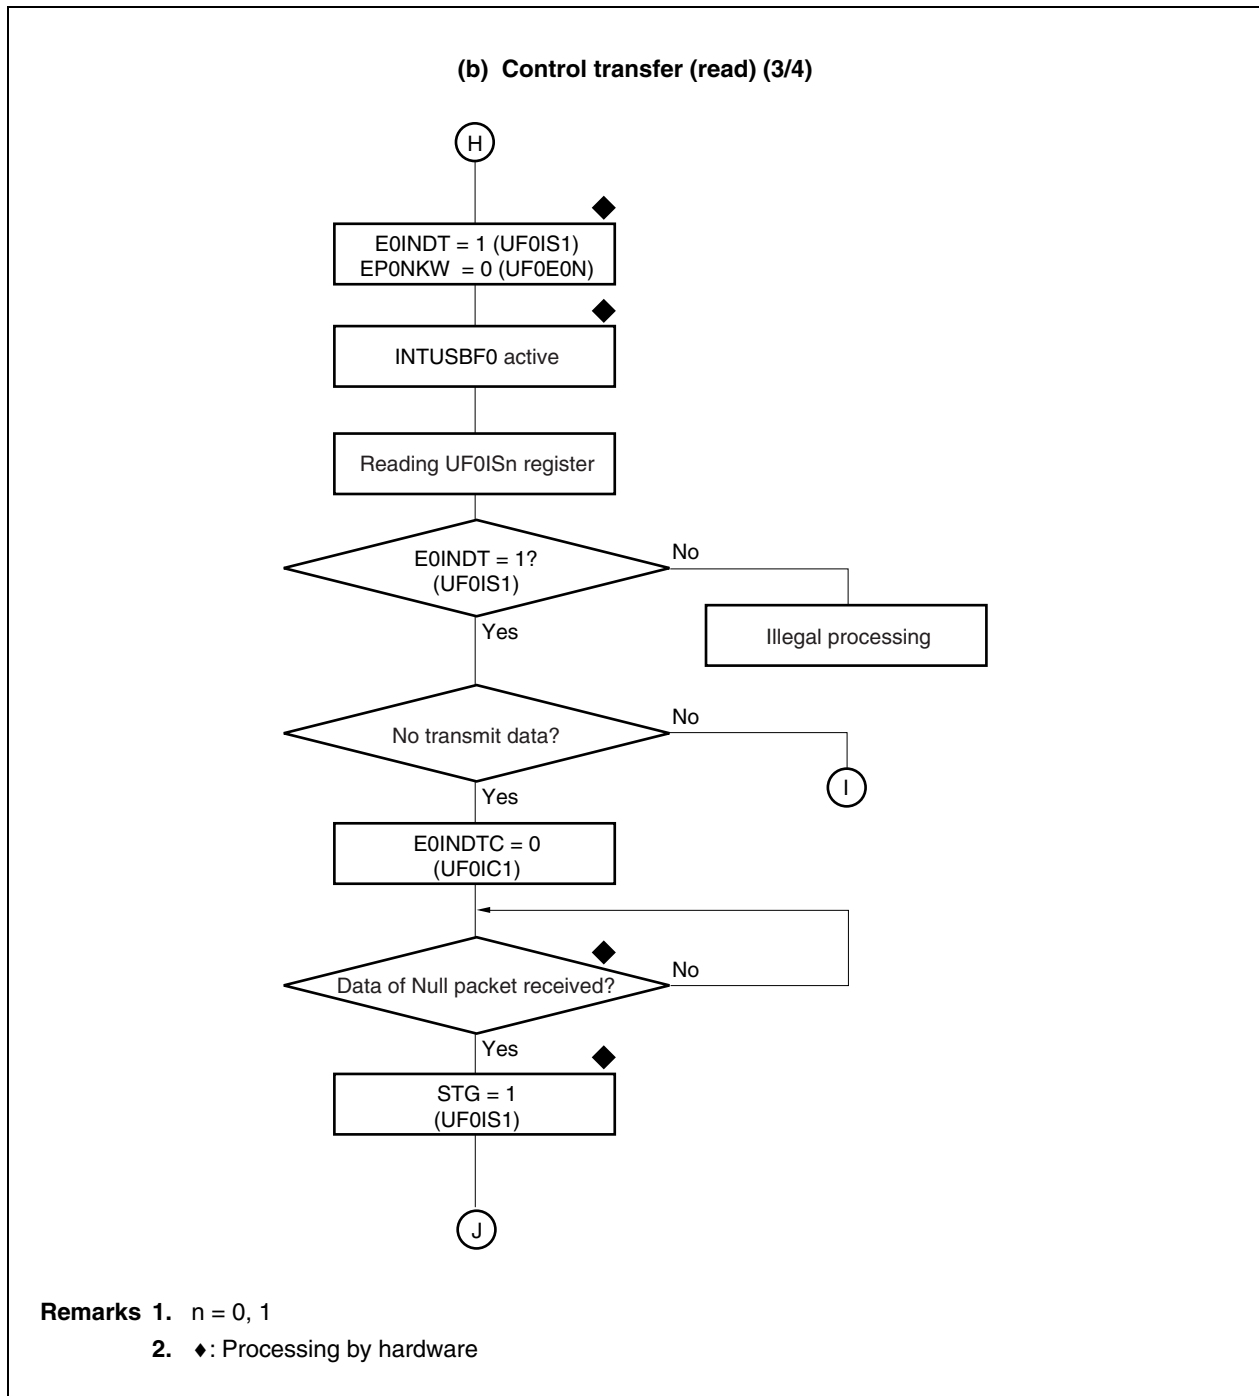 (b) Control transfer (read) (3/4)
H
E0INDT = 1 (UF0IS1)
EP0NKW = 0 (UF0E0N)
INTUSBF0 active
Reading UF0ISn register
E0INDT = 1?
(UF0IS1)
No
Illegal processing
Yes
No transmit data?
No
I
Yes
E0INDTC = 0
(UF0IC1)
Data of Null packet received?
No
Yes
STG = 1
(UF0IS1)
J
Remarks 1. n = 0, 1
2. ♦: Processing by hardware